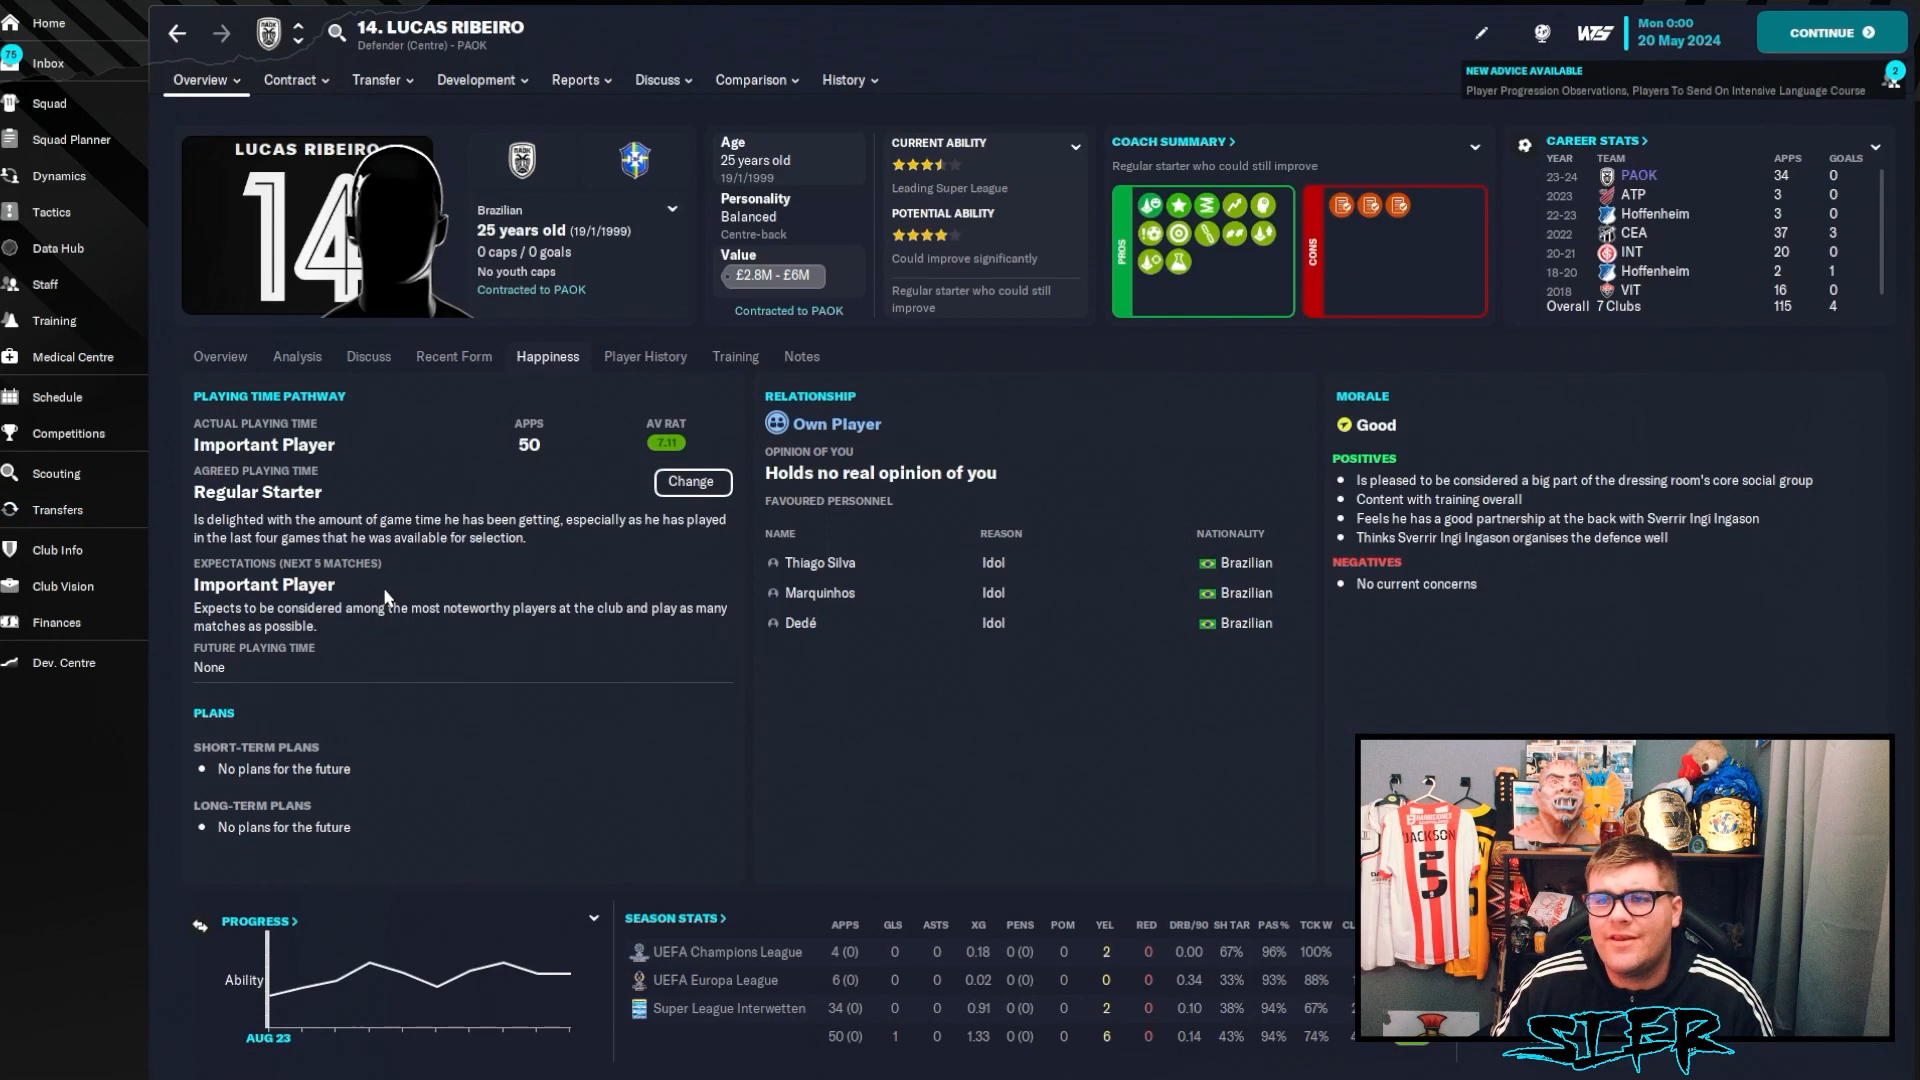 Home
75
Inbox
Squad
Squad Planner
Dynamics
Tactics
Data Hub
Staff
Training
Medical Centre
Schedule
Competitions
Scouting
Transfers
Club Info
Club Vision
Finances
Dev. Centre
14. LUCAS RIBEIRO
Defender (Centre) - PAOK
Mon 0:00
20 May 2024
CONTINUE
Overview Contract Transfer Development Reports Discuss Comparison History
NEW ADVICE AVAILABLE
Player Progression Observations, Players To Send On Intensive Language Course
2
LUCAS RIBEIRO
14
Brazilian
25 years old (19/1/1999)
0 caps / 0 goals
No youth caps
Contracted to PAOK
Age
25 years old
19/1/1999
Personality
Balanced
Centre-back
Value
£2.8M - £6M
Contracted to PAOK
CURRENT ABILITY
Leading Super League
POTENTIAL ABILITY
Could improve significantly
Regular starter who could still
improve
COACH SUMMARY >
Regular starter who could still improve
PROS
CONS
CAREER STATS >
YEAR TEAM APPS GOALS
23-24 PAOK 34 0
2023 ATP 3 0
22-23 Hoffenheim 3 0
2022 CEA 37 3
20-21 INT 20 0
18-20 Hoffenheim 2 1
2018 VIT 16 0
Overall 7 Clubs 115 4
Overview Analysis Discuss Recent Form Happiness Player History Training Notes
PLAYING TIME PATHWAY
ACTUAL PLAYING TIME APPS AV RAT
Important Player 50 7.11
AGREED PLAYING TIME
Regular Starter
Change
Is delighted with the amount of game time he has been getting, especially as he has played
in the last four games that he was available for selection.
EXPECTATIONS (NEXT 5 MATCHES)
Important Player
Expects to be considered among the most noteworthy players at the club and play as many
matches as possible.
FUTURE PLAYING TIME
None
PLANS
SHORT-TERM PLANS
No plans for the future
LONG-TERM PLANS
No plans for the future
RELATIONSHIP
Own Player
OPINION OF YOU
Holds no real opinion of you
FAVOURED PERSONNEL
NAME REASON NATIONALITY
Thiago Silva Idol Brazilian
Marquinhos Idol Brazilian
Dedé Idol Brazilian
MORALE
Good
POSITIVES
Is pleased to be considered a big part of the dressing room's core social group
Content with training overall
Feels he has a good partnership at the back with Sverrir Ingi Ingason
Thinks Sverrir Ingi Ingason organises the defence well
NEGATIVES
No current concerns
PROGRESS >
Ability
AUG 23
SEASON STATS >
APPS GLS ASTS XG PENS POM YEL RED DRB/90 SH TAR PAS % TCK W
UEFA Champions League 4 (0) 0 0 0.18 0 (0) 0 2 0 0.00 67% 96% 100%
UEFA Europa League 6 (0) 0 0 0.02 0 (0) 0 0 0 0.34 33% 93% 88%
Super League Interwetten 34 (0) 0 0 0.91 0 (0) 0 2 0 0.10 38% 94% 67%
50 (0) 1 0 1.33 0 (0) 0 6 0 0.14 43% 94% 74%
JACKSON
5